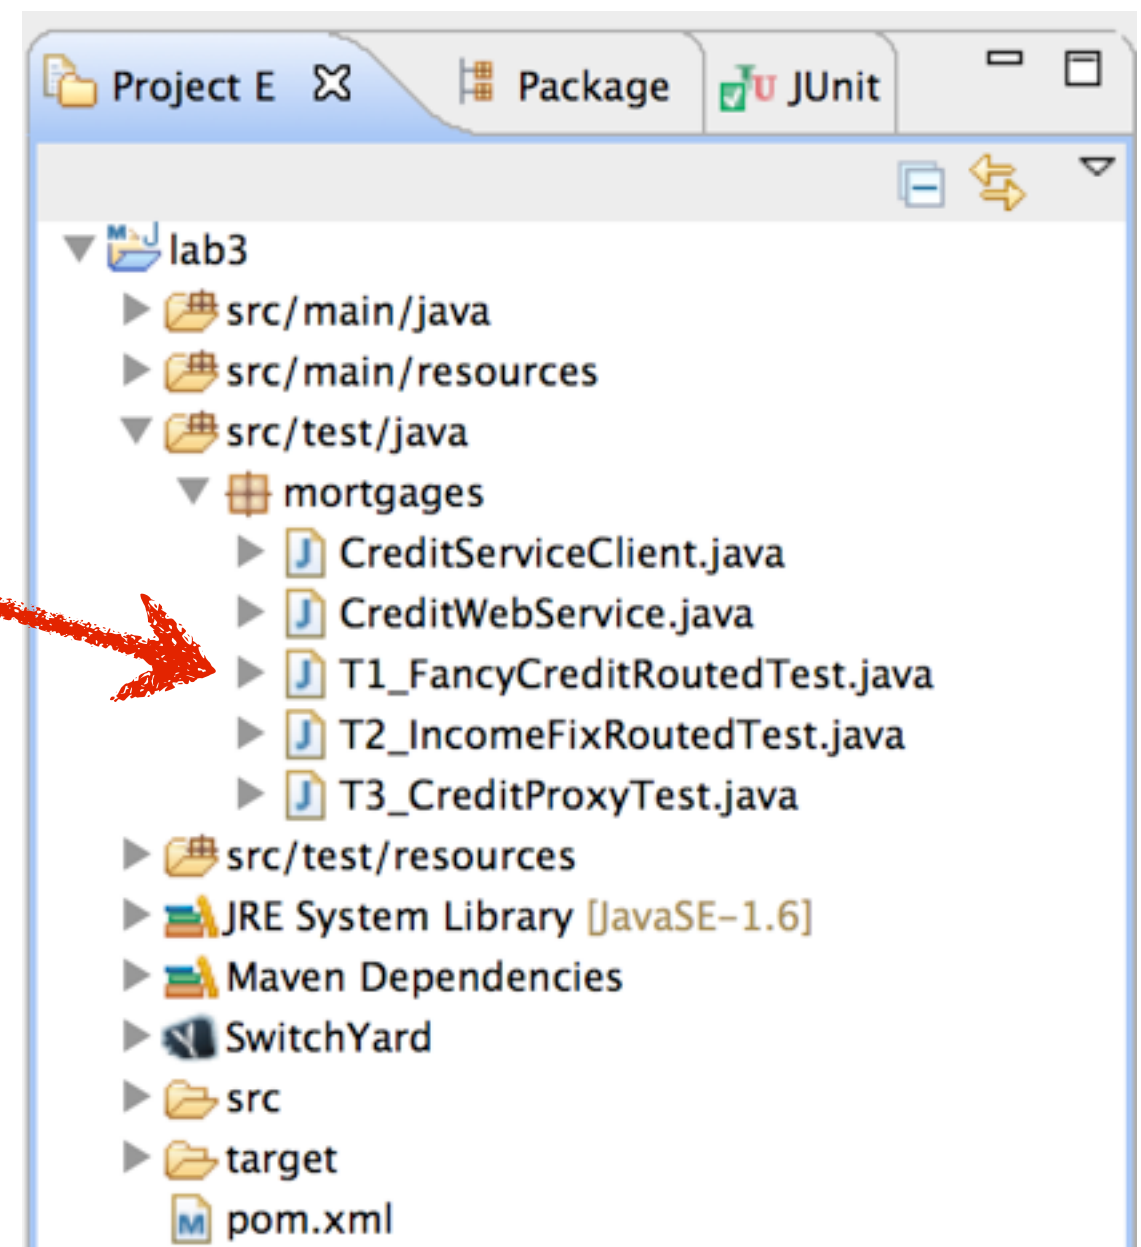 Project E Package JUnit
lab3
src/main/java
src/main/resources
src/test/java
mortgages
CreditServiceClient.java
CreditWebService.java
T1_FancyCreditRoutedTest.java
T2_IncomeFixRoutedTest.java
T3_CreditProxyTest.java
src/test/resources
JRE System Library [JavaSE-1.6]
Maven Dependencies
SwitchYard
src
target
pom.xml